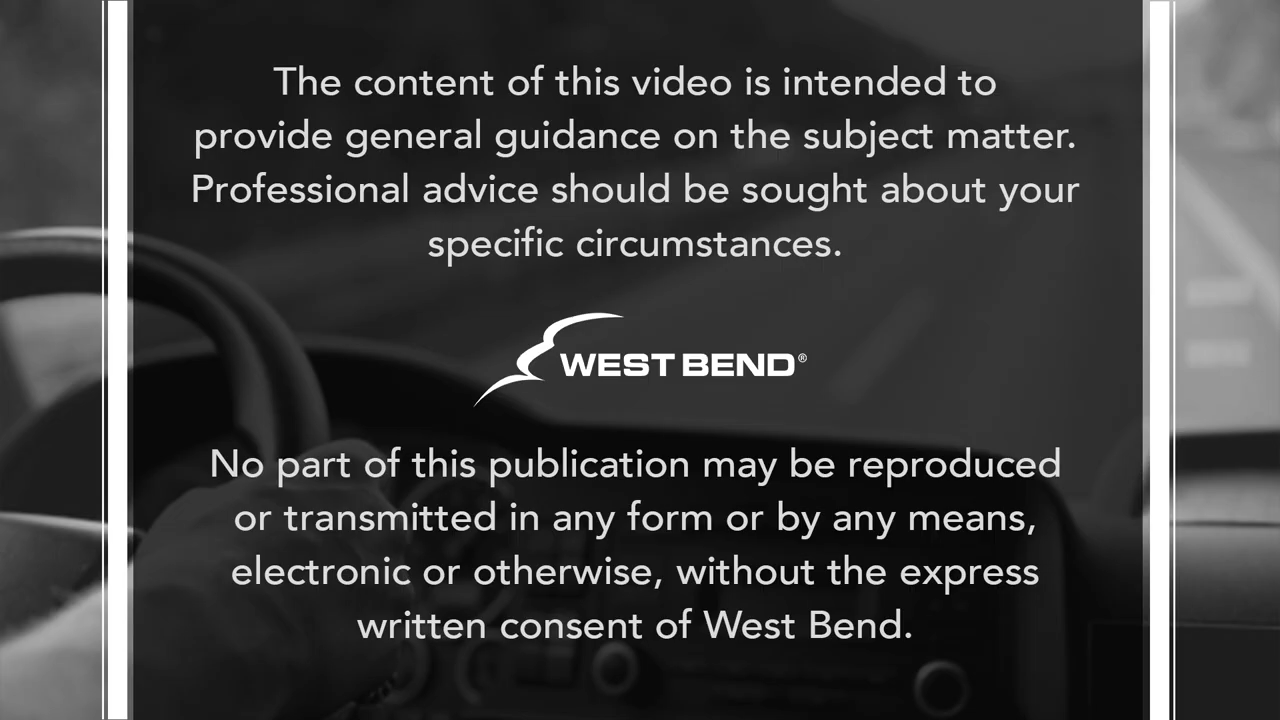 The content of this video is intended to
provide general guidance on the subject matter.
Professional advice should be sought about your
specific circumstances.
WEST BEND®
No part of this publication may be reproduced
or transmitted in any form or by any means,
electronic or otherwise, without the express
written consent of West Bend.